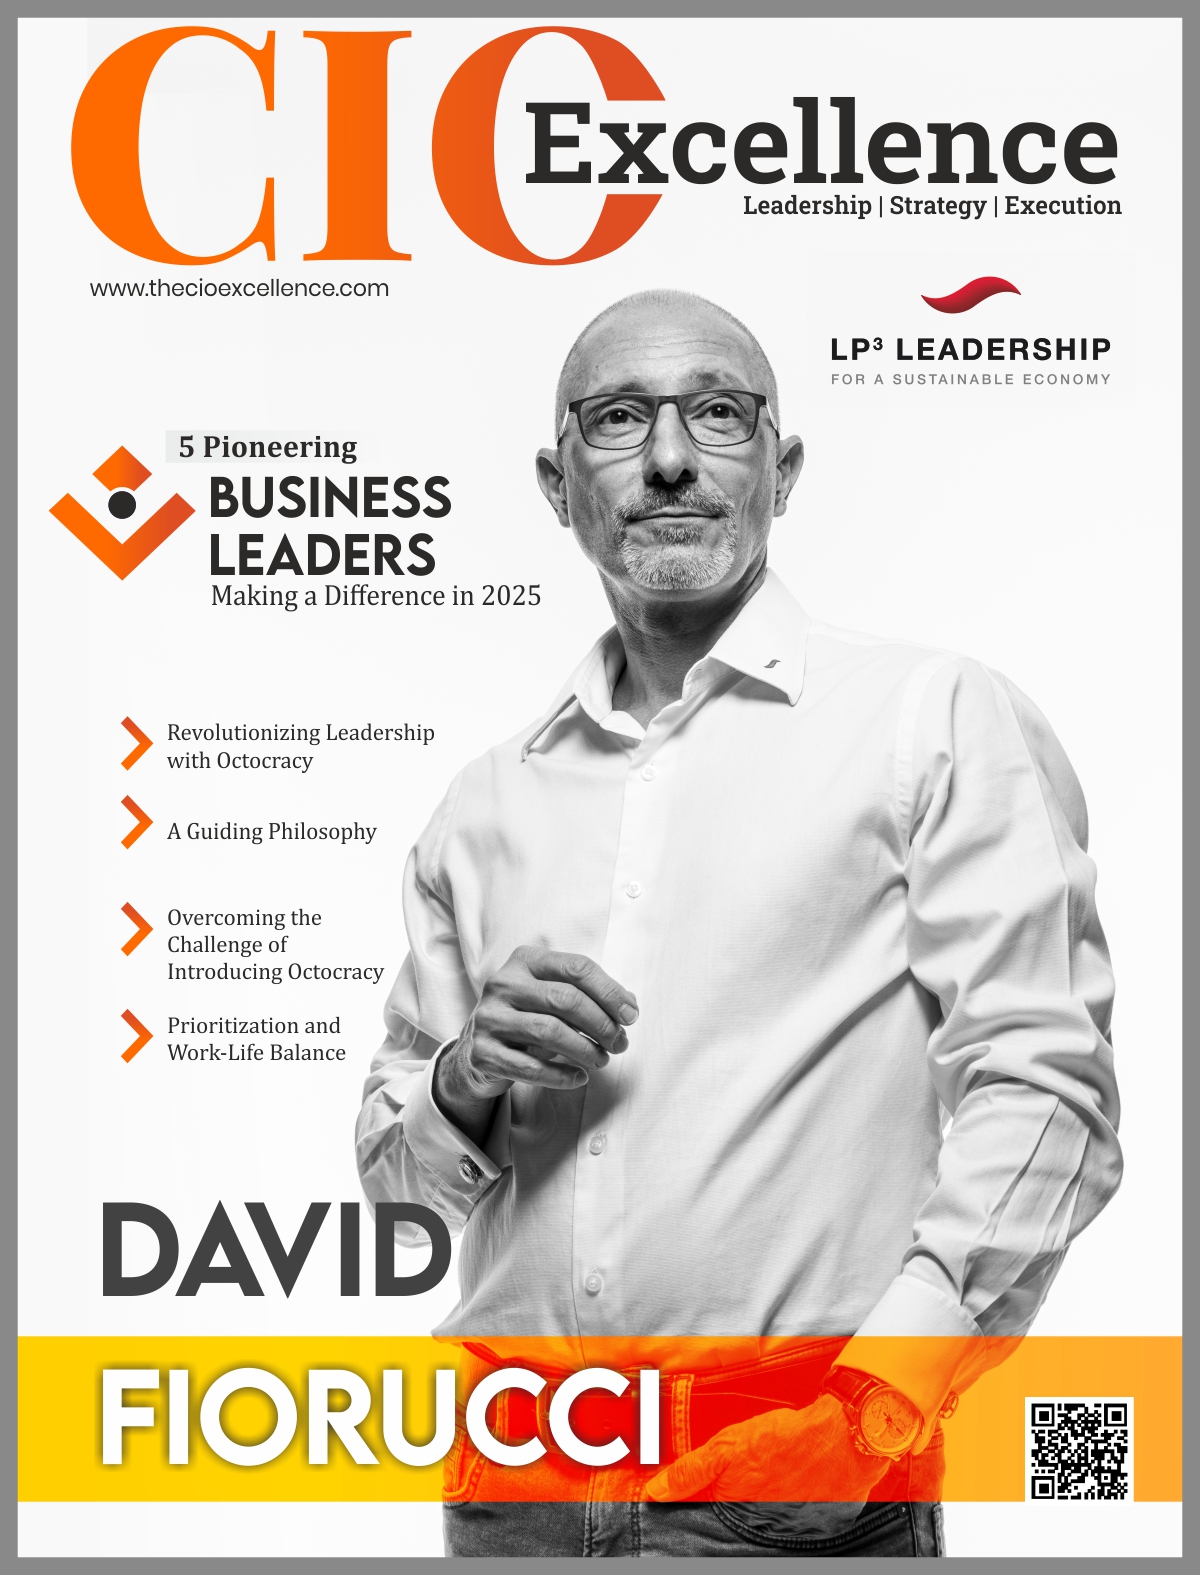 CIO
Excellence
Leadership | Strategy | Execution
www.thecioexcellence.com
LP³ LEADERSHIP
FOR A SUSTAINABLE ECONOMY
5 Pioneering
BUSINESS
LEADERS
Making a Difference in 2025
Revolutionizing Leadership
with Octocracy
A Guiding Philosophy
Overcoming the
Challenge of
Introducing Octocracy
Prioritization and
Work-Life Balance
DAVID
FIORUCCI